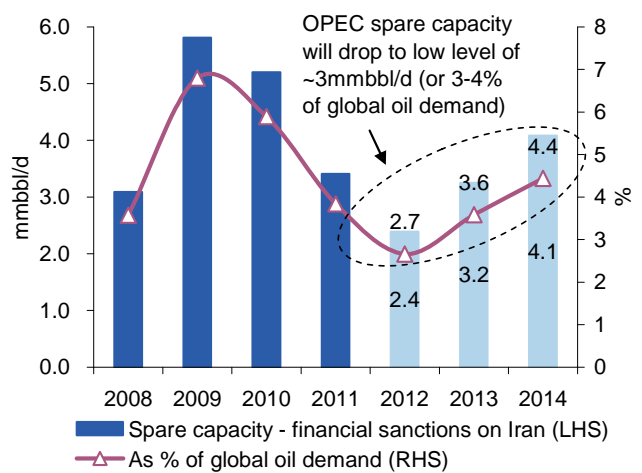 OPEC spare capacity
will drop to low level of
~3mmbbl/d (or 3-4%
of global oil demand)
mmbbl/d
6.0
5.0
4.0
3.0
2.0
1.0
0.0
8
7
6
5
4
3
2
1
0
%
2.7
3.6
4.4
2.4
3.2
4.1
2008 2009 2010 2011 2012 2013 2014
Spare capacity - financial sanctions on Iran (LHS)
As % of global oil demand (RHS)